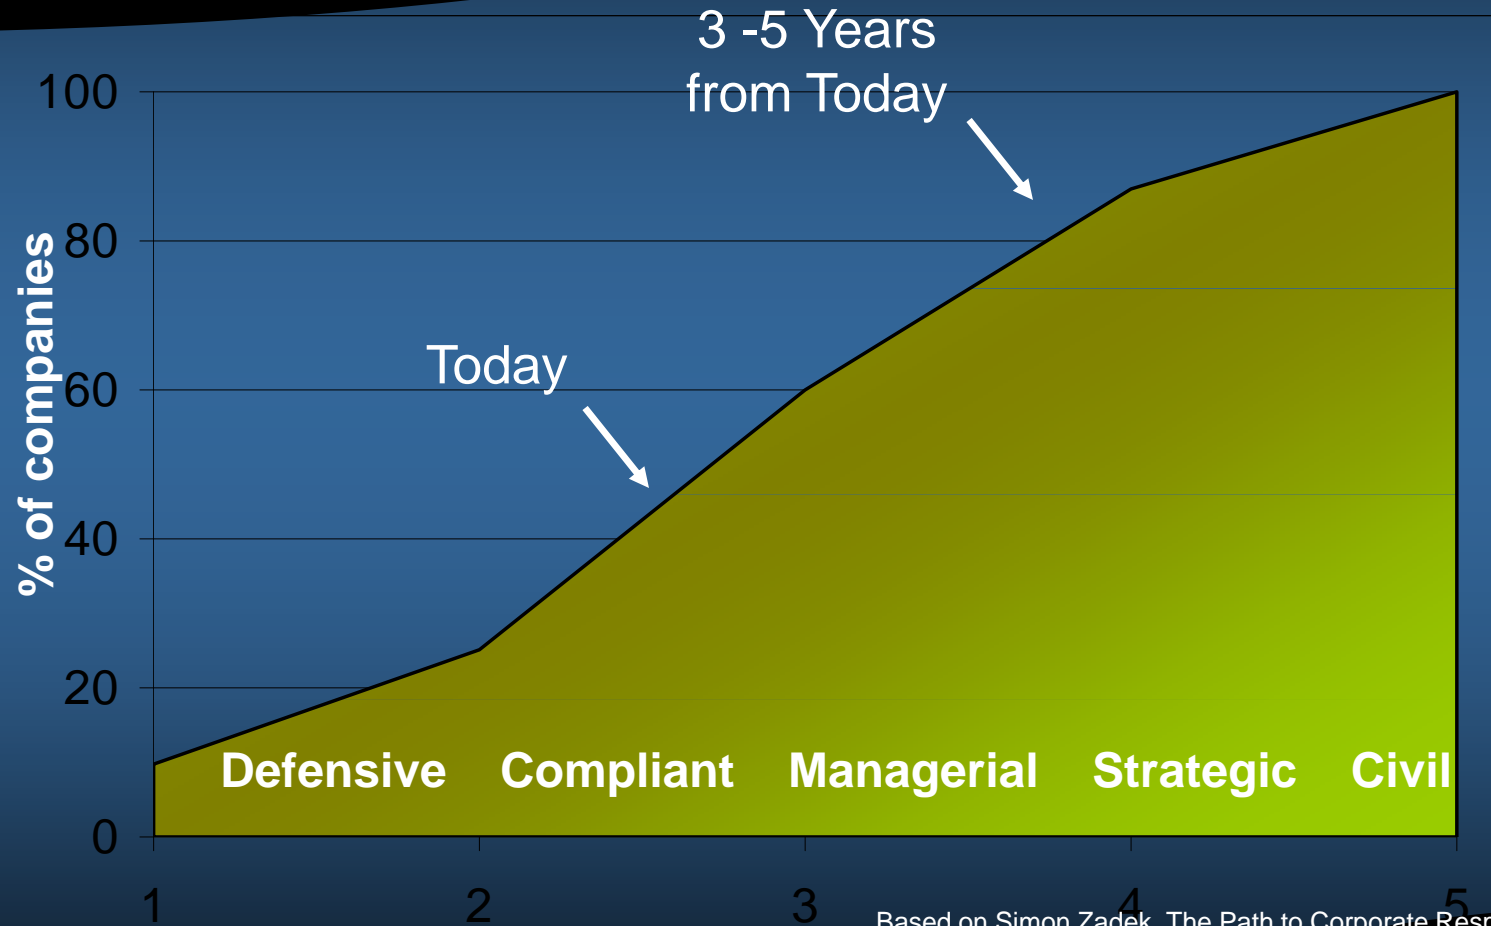 3 -5 Years
from Today
100
80
60
40
20
0
% of companies
Today
Defensive Compliant Managerial Strategic Civil
1 2 3 4 5
Based on Simon Zadek, The Path to Corporate